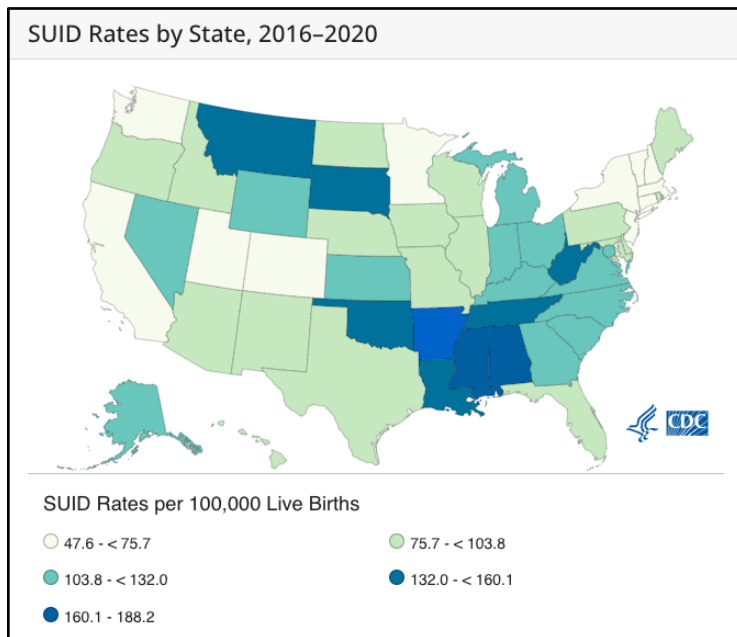 SUID Rates by State, 2016–2020
CDC
SUID Rates per 100,000 Live Births
47.6 - < 75.7
75.7 - < 103.8
103.8 - < 132.0
132.0 - < 160.1
160.1 - 188.2